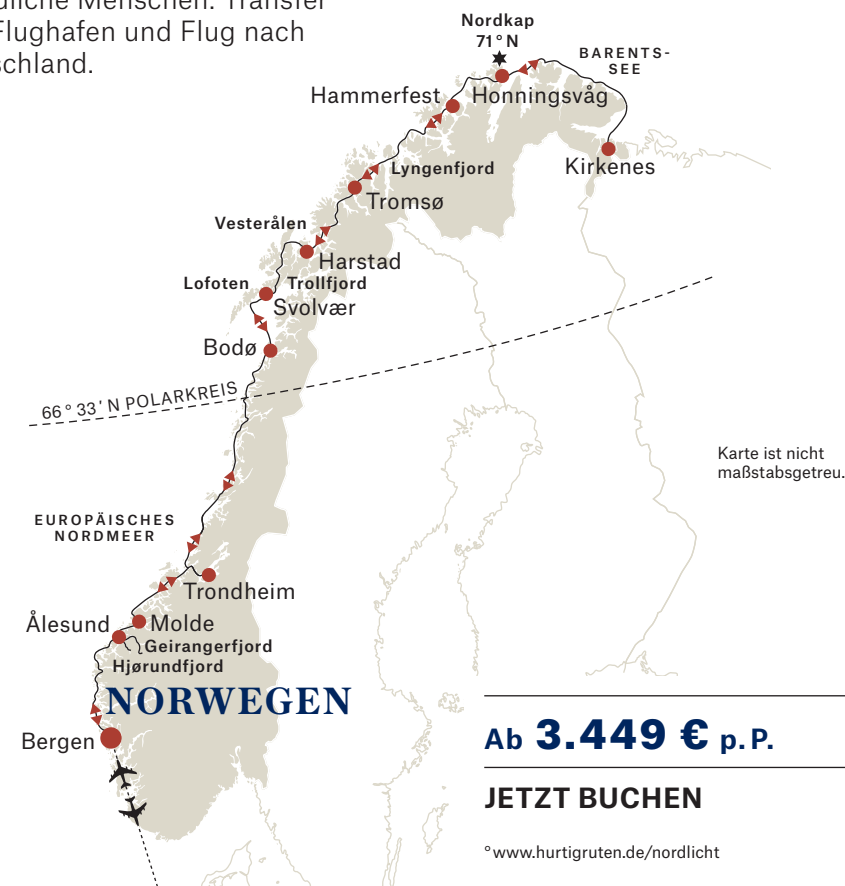 dliche Menschen. Transfer
Flughafen und Flug nach
schland.
Nordkap
71° N
BARENTS-
SEE
Hammerfest
Honningsvåg
Kirkenes
Lyngenfjord
Tromsø
Vesterålen
Harstad
Lofoten
Trollfjord
Svolvær
Bodø
66° 33' N POLARKREIS
Karte ist nicht
maßstabsgetreu.
EUROPÄISCHES
NORDMEER
Trondheim
Ålesund
Molde
Geirangerfjord
Hjørundfjord
NORWEGEN
Bergen
Ab 3.449 € p. P.
JETZT BUCHEN
°www.hurtigruten.de/nordlicht